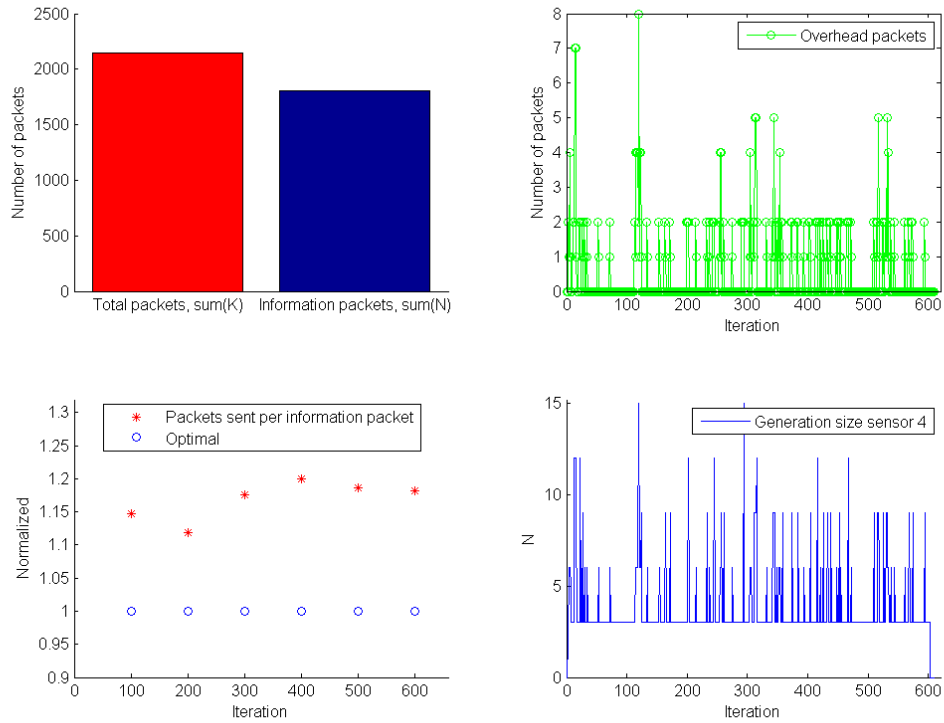 2500
2000
1500
1000
500
0
Number of packets
Total packets, sum(K)
Information packets, sum(N)
8
7
6
5
4
3
2
1
0
Number of packets
Overhead packets
0 100 200 300 400 500 600
Iteration
1.3
1.25
1.2
1.15
1.1
1.05
1
0.95
0.9
Normalized
Packets sent per information packet
Optimal
0 100 200 300 400 500 600
Iteration
15
10
5
0
N
Generation size sensor 4
0 100 200 300 400 500 600
Iteration